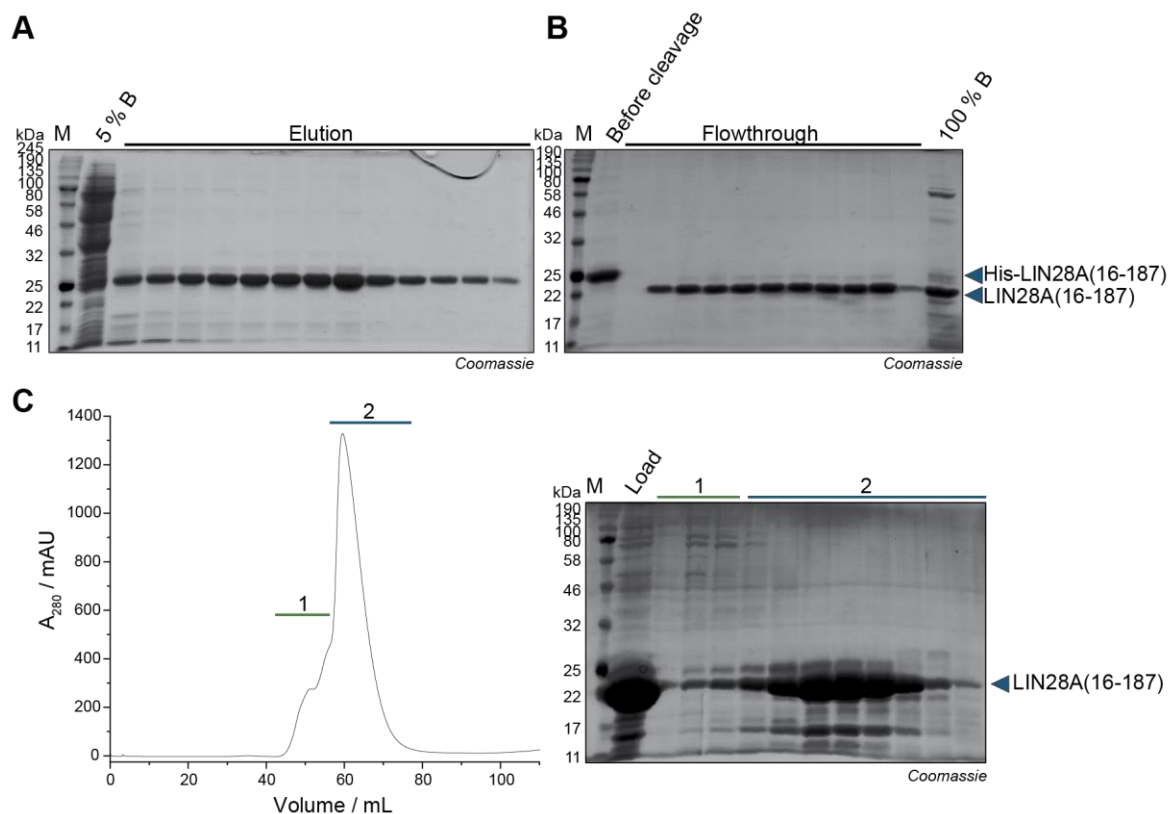 A
kDa M 5 % B Elution
245
190
135
100
80
58
46
32
25
22
17
11
Coomassie
B
kDa M Before cleavage Flowthrough 100 % B
190
135
100
80
58
46
32
25
22
17
11
His-LIN28A(16-187)
LIN28A(16-187)
Coomassie
C
1400
1200
1000
800
600
400
200
0
A280 / mAU
1
2
0 20 40 60 80 100
Volume / mL
kDa M Load 1 2
190
135
100
80
58
46
32
25
22
17
11
LIN28A(16-187)
Coomassie